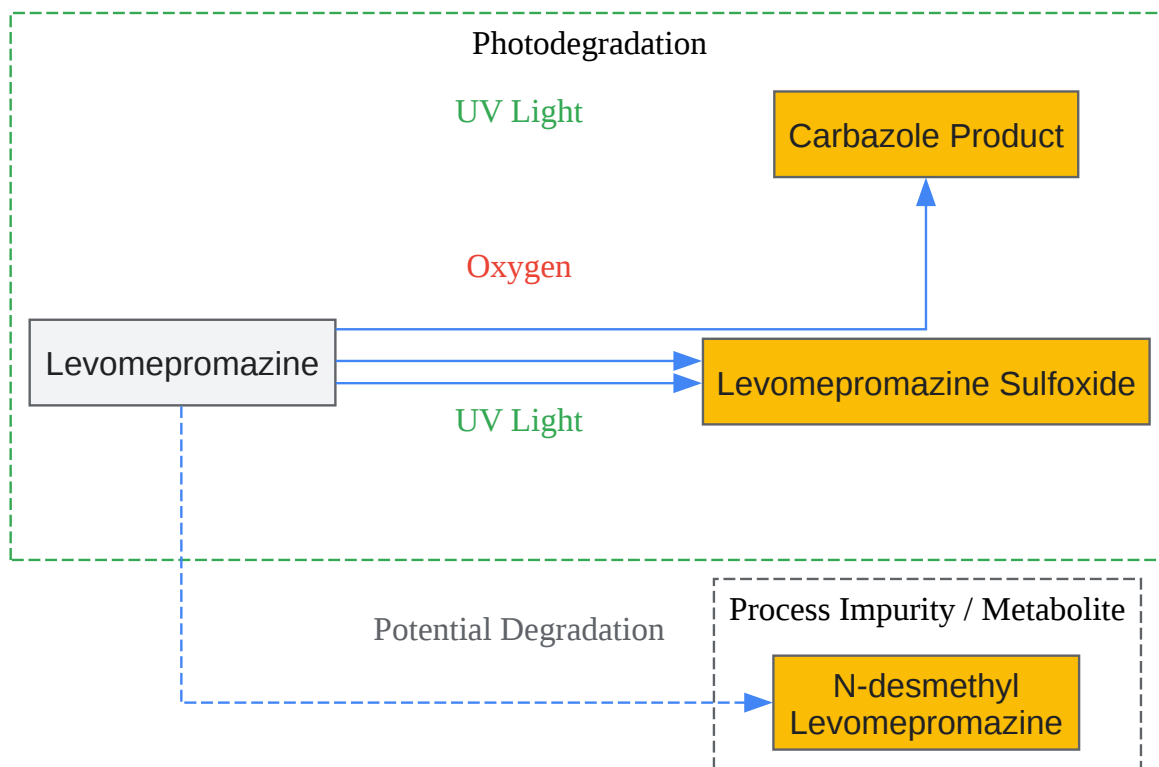 Photodegradation
UV Light
Carbazole Product
Oxygen
Levomepromazine
Levomepromazine Sulfoxide
UV Light
Process Impurity / Metabolite
Potential Degradation
N-desmethyl
Levomepromazine